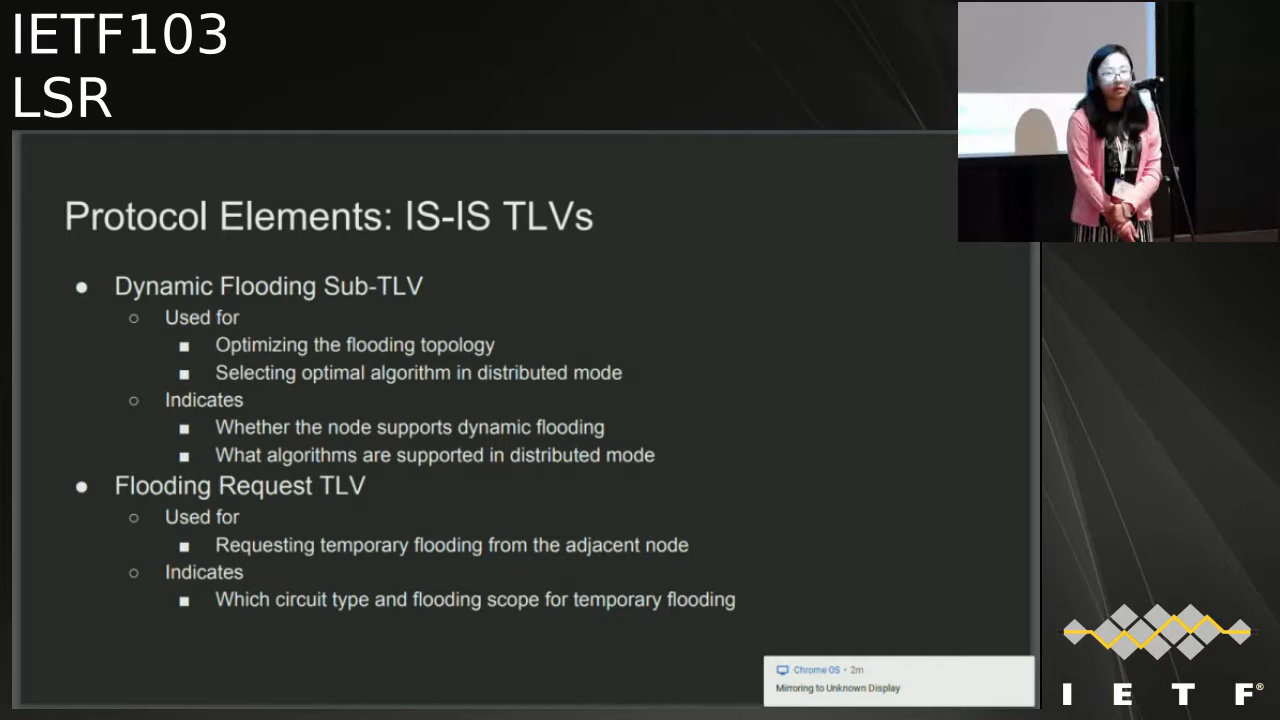 IETF103
LSR
Protocol Elements: IS-IS TLVs
● Dynamic Flooding Sub-TLV
○ Used for
■ Optimizing the flooding topology
■ Selecting optimal algorithm in distributed mode
○ Indicates
■ Whether the node supports dynamic flooding
■ What algorithms are supported in distributed mode
● Flooding Request TLV
○ Used for
■ Requesting temporary flooding from the adjacent node
○ Indicates
■ Which circuit type and flooding scope for temporary flooding
Chrome OS • 2m
Mirroring to Unknown Display
I E T F®